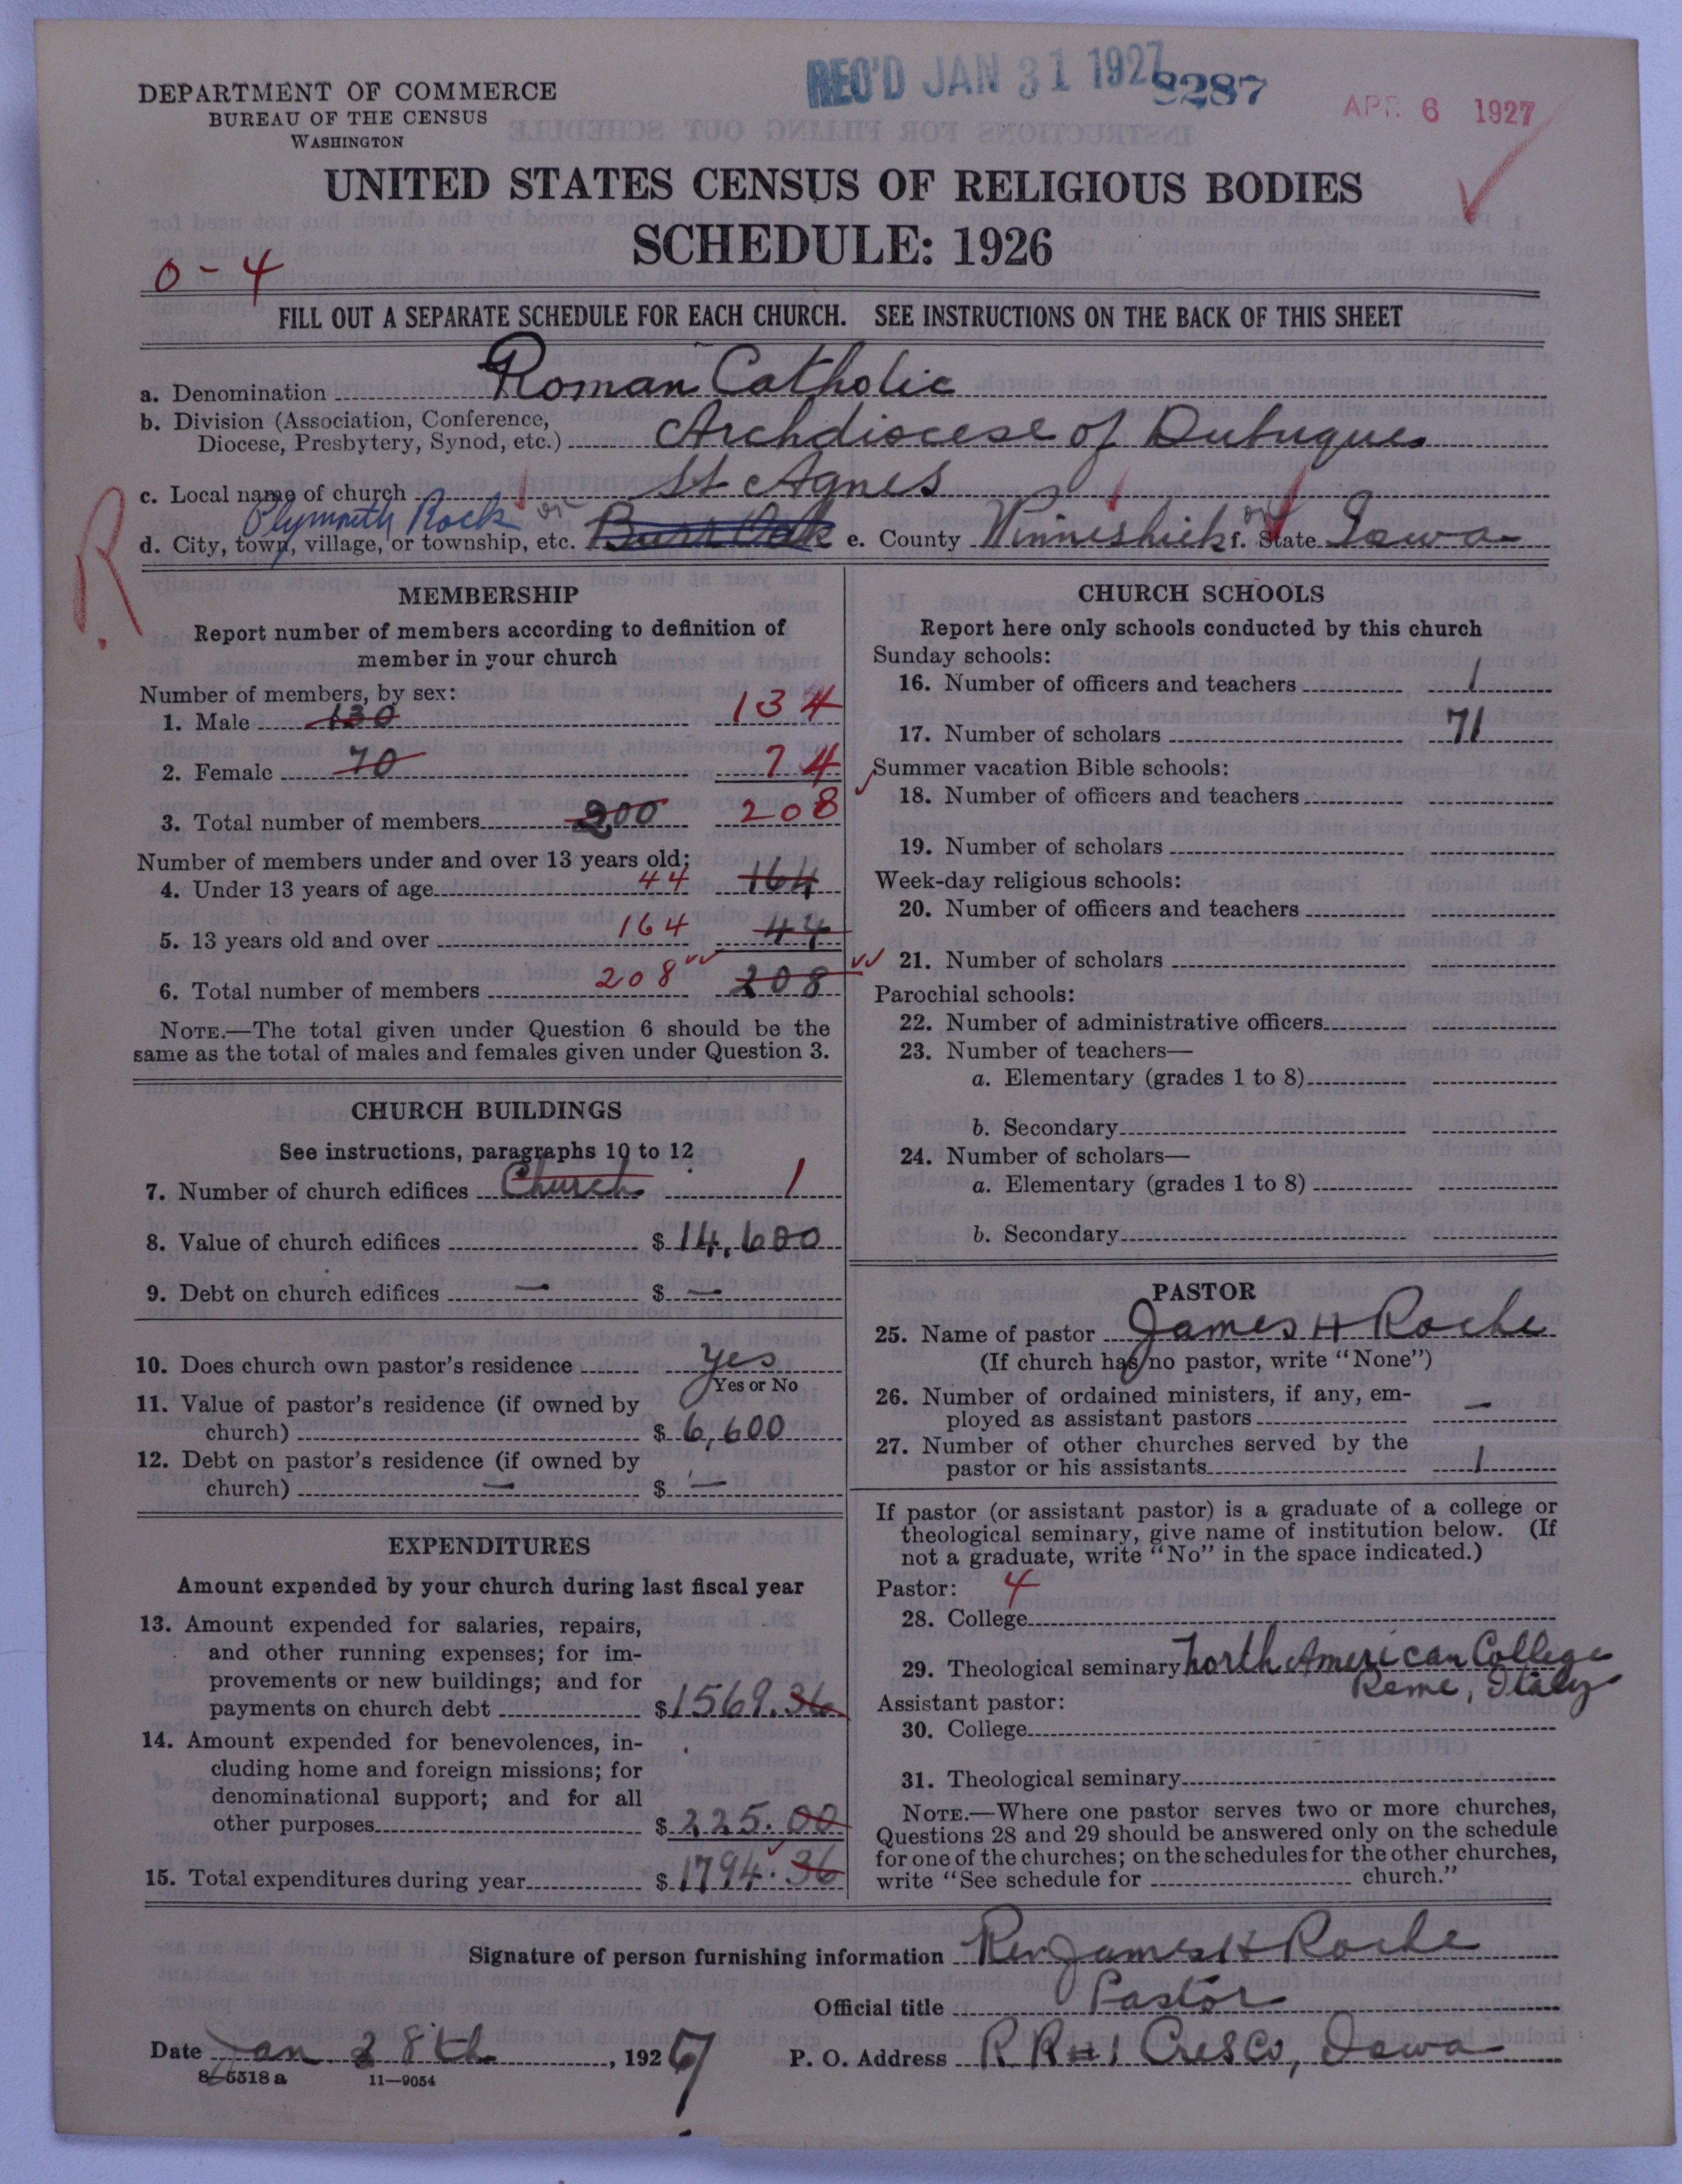 REC'D JAN 31 1927
8287
APR 6 1927
DEPARTMENT OF COMMERCE
BUREAU OF THE CENSUS
WASHINGTON
UNITED STATES CENSUS OF RELIGIOUS BODIES
SCHEDULE: 1926
0-4
FILL OUT A SEPARATE SCHEDULE FOR EACH CHURCH. SEE INSTRUCTIONS ON THE BACK OF THIS SHEET
a. Denomination Roman Catholic
b. Division (Association, Conference,
Diocese, Presbytery, Synod, etc.) Archdiocese of Dubuque
c. Local name of church St Agnes
R
Plymouth Rock
d. City, town, village, or township, etc. Burr Oak e. County Winneshiek f. State Iowa
MEMBERSHIP
Report number of members according to definition of
member in your church
Number of members, by sex:
1. Male 130 134
2. Female 70 74
3. Total number of members 200 208
Number of members under and over 13 years old:
4. Under 13 years of age 44 164
5. 13 years old and over 164 44
6. Total number of members 208 208
NOTE.—The total given under Question 6 should be the
same as the total of males and females given under Question 3.
CHURCH BUILDINGS
See instructions, paragraphs 10 to 12
7. Number of church edifices Church 1
8. Value of church edifices $ 14,600
9. Debt on church edifices — $ —
10. Does church own pastor's residence yes
Yes or No
11. Value of pastor's residence (if owned by
church) $ 6,600
12. Debt on pastor's residence (if owned by
church) — $ —
EXPENDITURES
Amount expended by your church during last fiscal year
13. Amount expended for salaries, repairs,
and other running expenses; for im-
provements or new buildings; and for
payments on church debt $ 1569.36
14. Amount expended for benevolences, in-
cluding home and foreign missions; for
denominational support; and for all
other purposes $ 225.00
15. Total expenditures during year $ 1794.36
CHURCH SCHOOLS
Report here only schools conducted by this church
Sunday schools:
16. Number of officers and teachers 1
17. Number of scholars 71
Summer vacation Bible schools:
18. Number of officers and teachers
19. Number of scholars
Week-day religious schools:
20. Number of officers and teachers
21. Number of scholars
Parochial schools:
22. Number of administrative officers
23. Number of teachers—
a. Elementary (grades 1 to 8)
b. Secondary
24. Number of scholars—
a. Elementary (grades 1 to 8)
b. Secondary
PASTOR
25. Name of pastor James H Roche
(If church has no pastor, write "None")
26. Number of ordained ministers, if any, em-
ployed as assistant pastors —
27. Number of other churches served by the
pastor or his assistants 1
If pastor (or assistant pastor) is a graduate of a college or
theological seminary, give name of institution below. (If
not a graduate, write "No" in the space indicated.)
Pastor: 4
28. College
29. Theological seminary North American College
Rome, Italy
Assistant pastor:
30. College
31. Theological seminary
NOTE.—Where one pastor serves two or more churches,
Questions 28 and 29 should be answered only on the schedule
for one of the churches; on the schedules for the other churches,
write "See schedule for church."
Signature of person furnishing information Rev James H Roche
Official title Pastor
Date Jan 28th, 1927 P. O. Address R R #1 Cresco, Iowa
8-5518a 11—9054